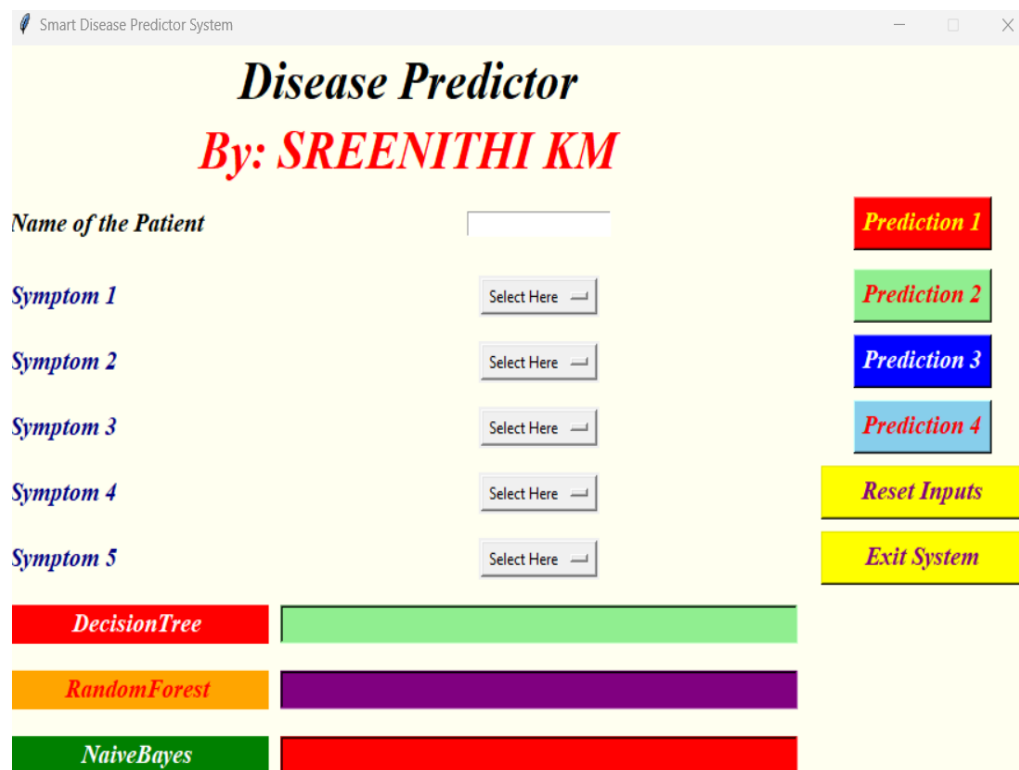 Smart Disease Predictor System
Disease Predictor
By: SREENITHI KM
Name of the Patient
Prediction 1
Symptom 1 Select Here
Prediction 2
Symptom 2 Select Here
Prediction 3
Symptom 3 Select Here
Prediction 4
Symptom 4 Select Here
Reset Inputs
Symptom 5 Select Here
Exit System
DecisionTree
RandomForest
NaiveBayes